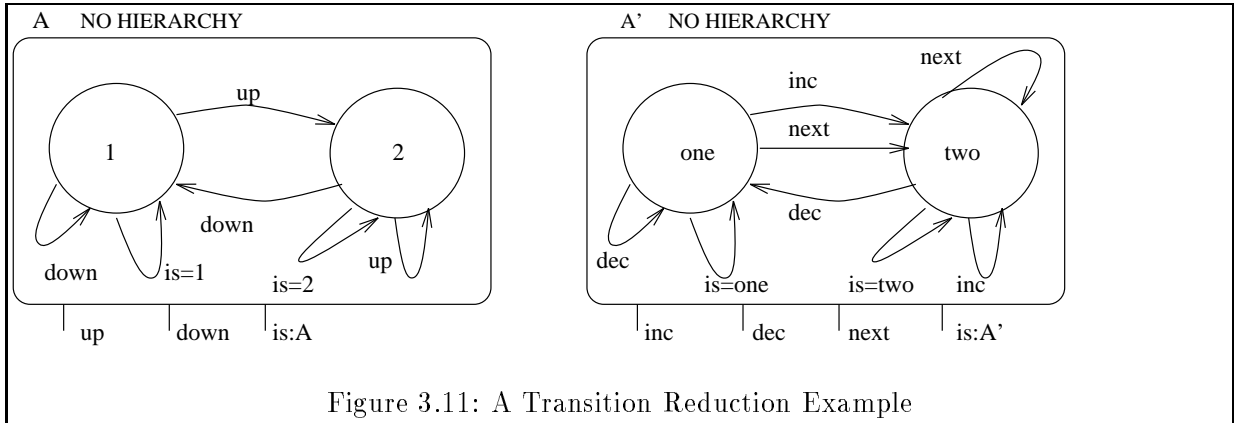 A NO HIERARCHY
A' NO HIERARCHY
next
up
inc
next
1
2
one
two
down
dec
down
is=1
is=2
up
dec
is=one
is=two
inc
up
down
is:A
inc
dec
next
is:A'
Figure 3.11: A Transition Reduction Example